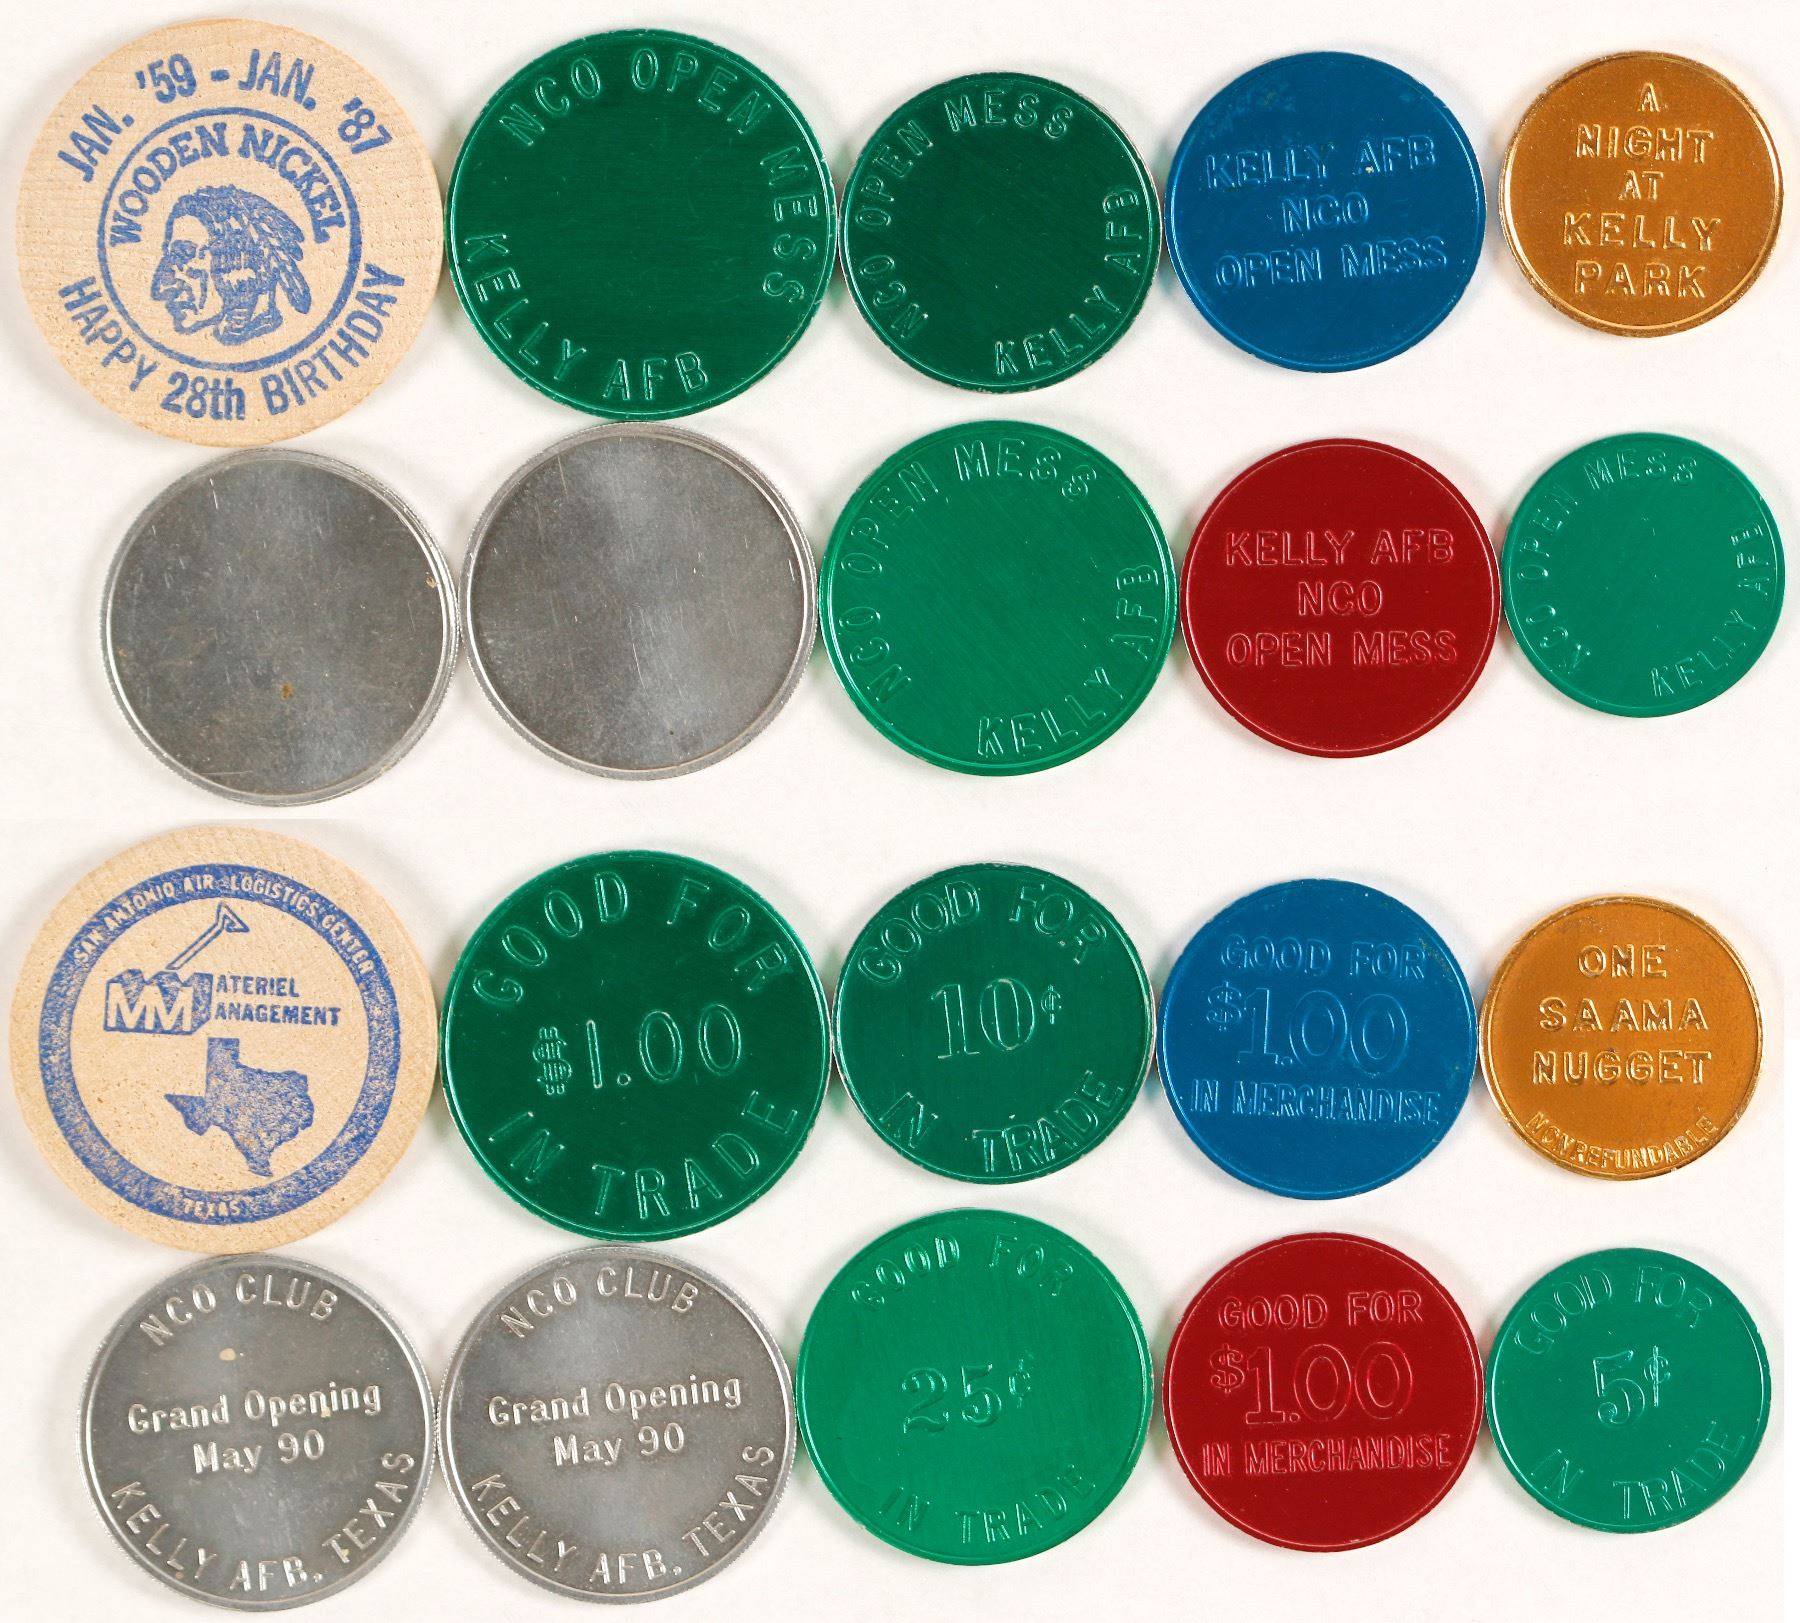 JAN. '59 - JAN. '87
WOODEN NICKEL
HAPPY 28th BIRTHDAY
NCO OPEN MESS
KELLY AFB
NCO OPEN MESS
KELLY AFB
KELLY AFB
NCO
OPEN MESS
A
NIGHT
AT
KELLY
PARK
NCO OPEN MESS
KELLY AFB
KELLY AFB
NCO
OPEN MESS
NCO OPEN MESS
KELLY AFB
SAN ANTONIO AIR LOGISTICS CENTER
MATERIEL
MANAGEMENT
TEXAS
GOOD FOR
$1.00
IN TRADE
GOOD FOR
10¢
IN TRADE
GOOD FOR
$1.00
IN MERCHANDISE
ONE
SAAMA
NUGGET
NONREFUNDABLE
NCO CLUB
Grand Opening
May 90
KELLY AFB, TEXAS
NCO CLUB
Grand Opening
May 90
KELLY AFB, TEXAS
GOOD FOR
25¢
IN TRADE
GOOD FOR
$1.00
IN MERCHANDISE
GOOD FOR
5¢
IN TRADE